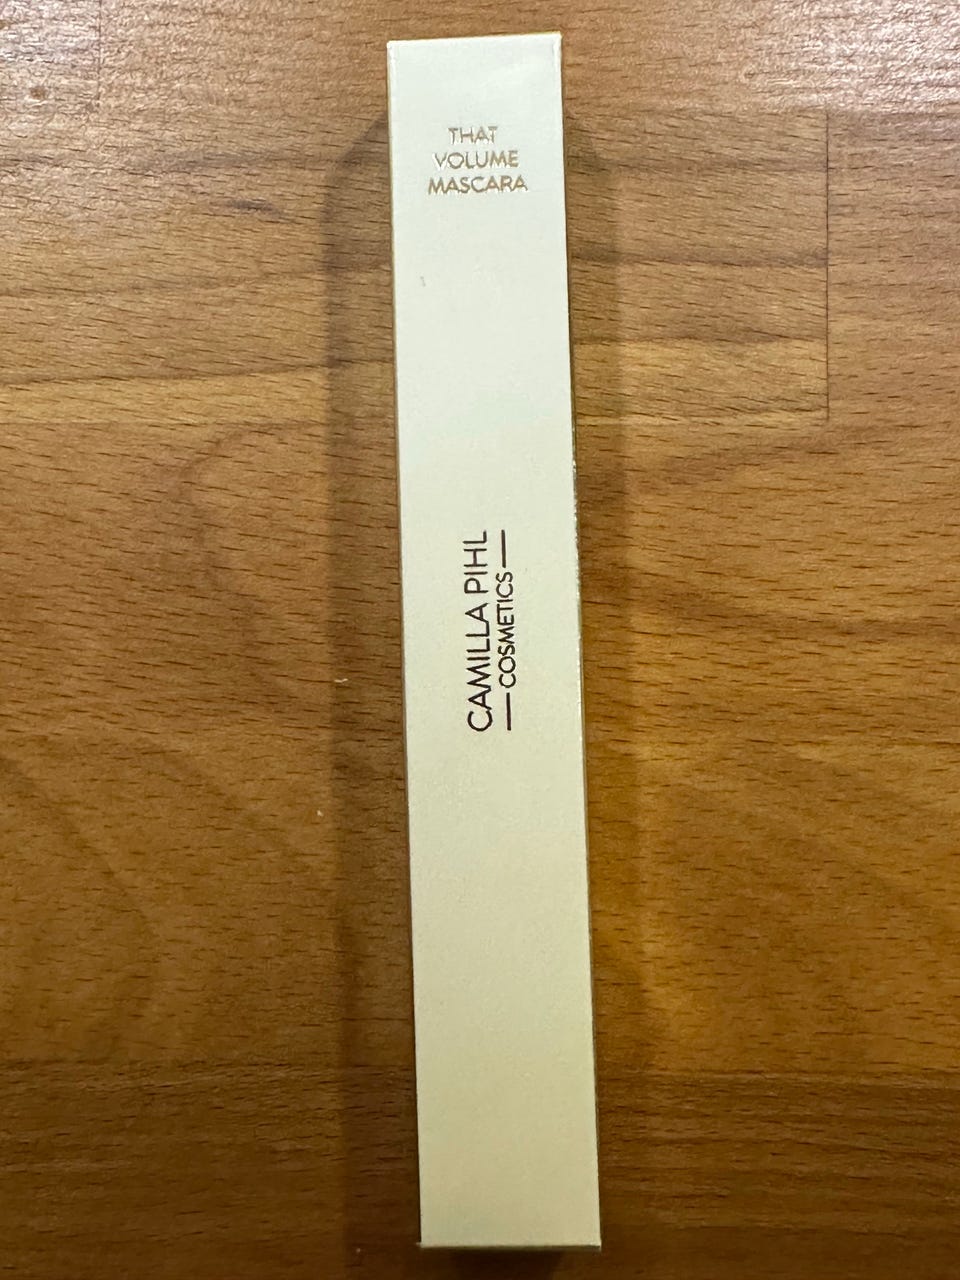 THAT
VOLUME
MASCARA
CAMILLA PIHL
COSMETICS